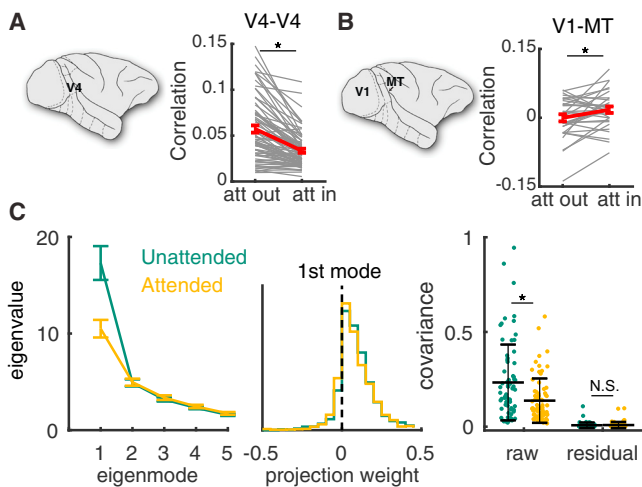 A
V4-V4
V4
Correlation
0.15
0.1
0.05
0
*
att out
att in
B
V1-MT
V1
MT
Correlation
0.15
0
-0.15
*
att out
att in
C
eigenvalue
20
10
0
Unattended
Attended
1 2 3 4 5
eigenmode
1st mode
-0.5 0 0.5
projection weight
covariance
1
0.5
0
*
N.S.
raw
residual